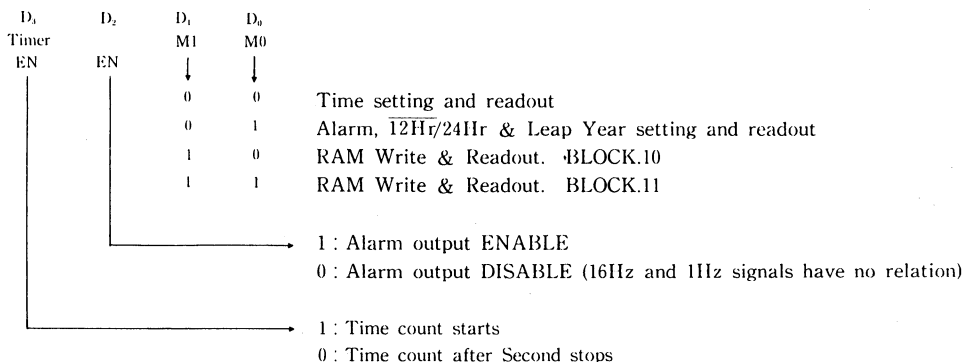 D₃ D₂ D₁ D₀
Timer M1 M0
EN EN
0 0 Time setting and readout
0 1 Alarm, 12Hr/24Hr & Leap Year setting and readout
1 0 RAM Write & Readout. BLOCK.10
1 1 RAM Write & Readout. BLOCK.11
1 : Alarm output ENABLE
0 : Alarm output DISABLE (16Hz and 1Hz signals have no relation)
1 : Time count starts
0 : Time count after Second stops